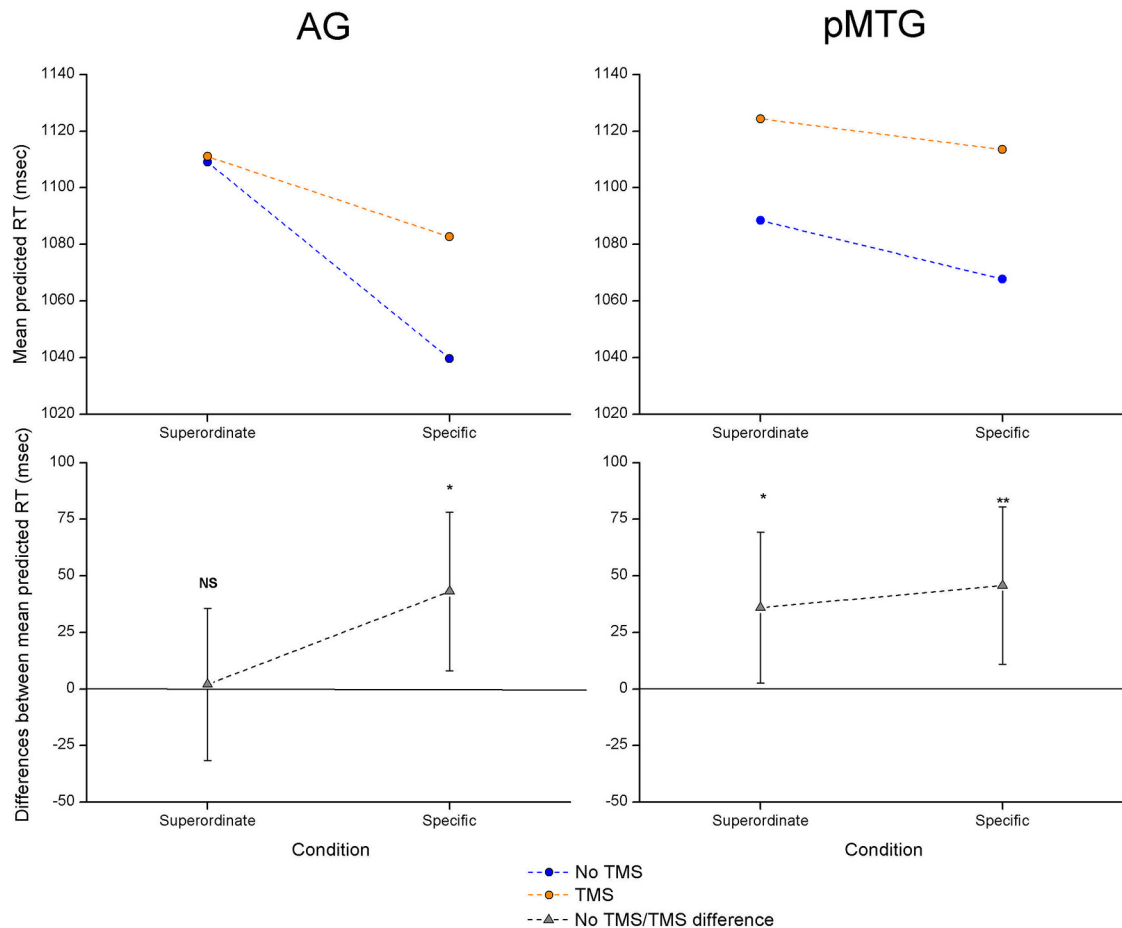 AG
pMTG
Mean predicted RT (msec)
1140
1120
1100
1080
1060
1040
1020
Superordinate
Specific
1140
1120
1100
1080
1060
1040
1020
Superordinate
Specific
Differences between mean predicted RT (msec)
100
75
50
25
0
-25
-50
NS
*
Superordinate
Specific
Condition
100
75
50
25
0
-25
-50
*
**
Superordinate
Specific
Condition
No TMS
TMS
No TMS/TMS difference